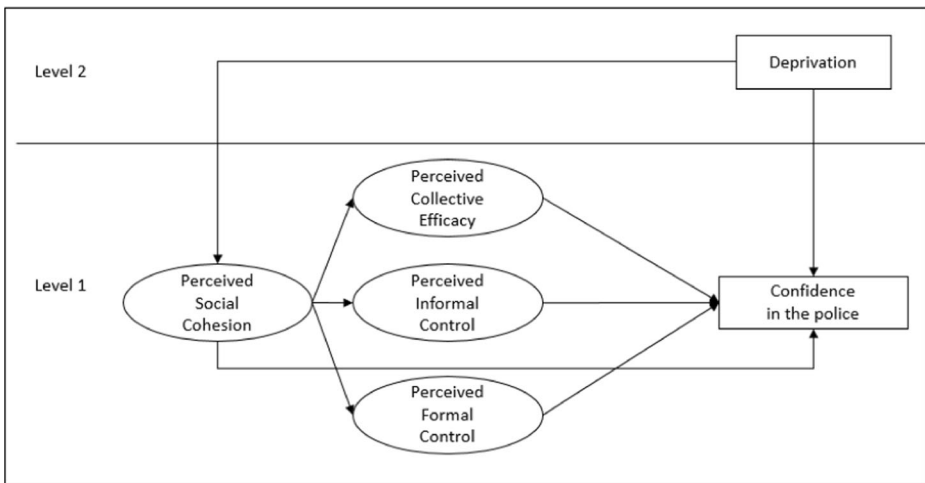 Level 2
Deprivation
Perceived
Collective
Efficacy
Level 1
Perceived
Social
Cohesion
Perceived
Informal
Control
Confidence
in the police
Perceived
Formal
Control